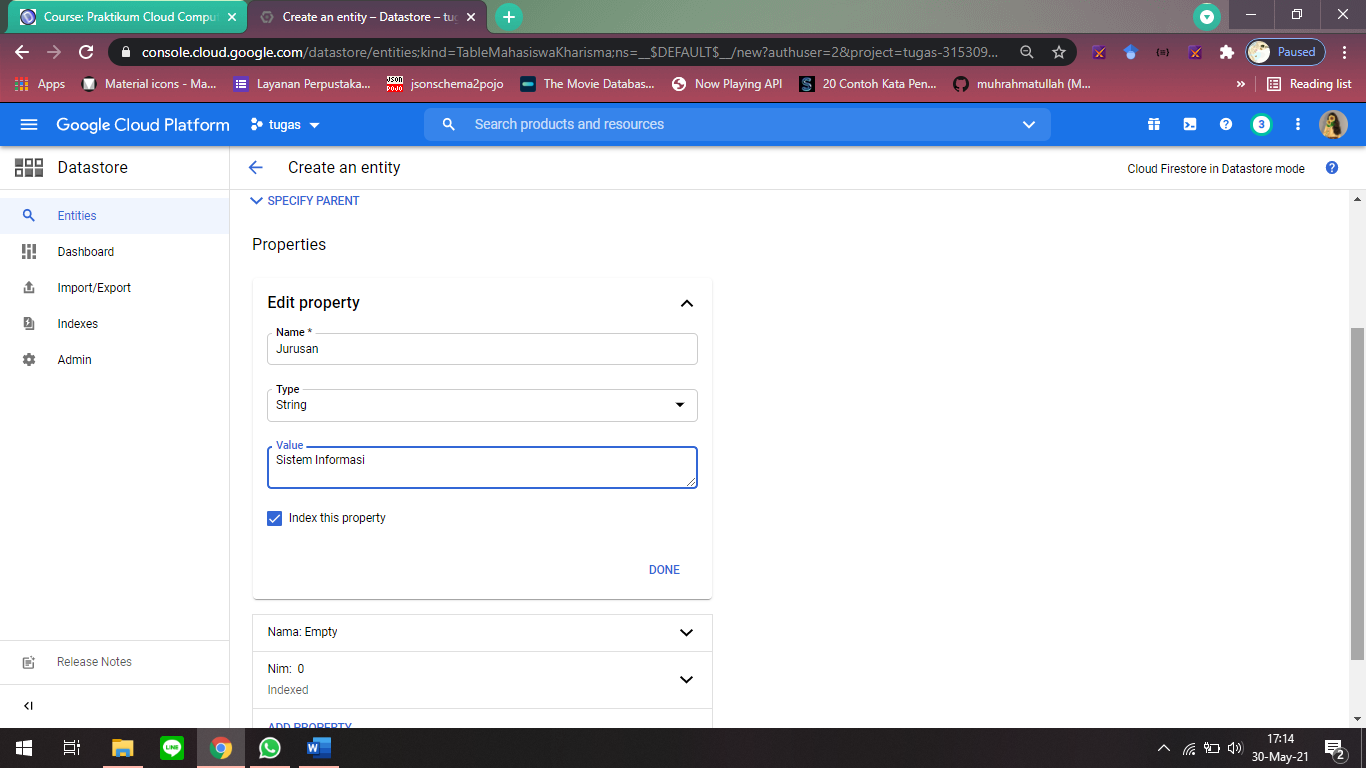 Course: Praktikum Cloud Comput
Create an entity – Datastore – tug
console.cloud.google.com/datastore/entities;kind=TableMahasiswaKharisma;ns=__$DEFAULT$__/new?authuser=2&project=tugas-315309...
Paused
Apps
Material icons - Ma...
Layanan Perpustaka...
JSON POJO
jsonschema2pojo
The Movie Databas...
Now Playing API
20 Contoh Kata Pen...
muhrahmatullah (M...
»
Reading list
Google Cloud Platform
tugas
Search products and resources
3
Datastore
Create an entity
Cloud Firestore in Datastore mode
Entities
Dashboard
Import/Export
Indexes
Admin
Release Notes
SPECIFY PARENT
Properties
Edit property
Name *
Jurusan
Type
String
Value
Sistem Informasi
Index this property
DONE
Nama: Empty
Nim: 0
Indexed
ADD PROPERTY
17:14
30-May-21
2